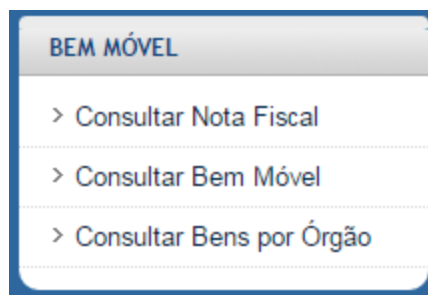 BEM MÓVEL
> Consultar Nota Fiscal
> Consultar Bem Móvel
> Consultar Bens por Órgão